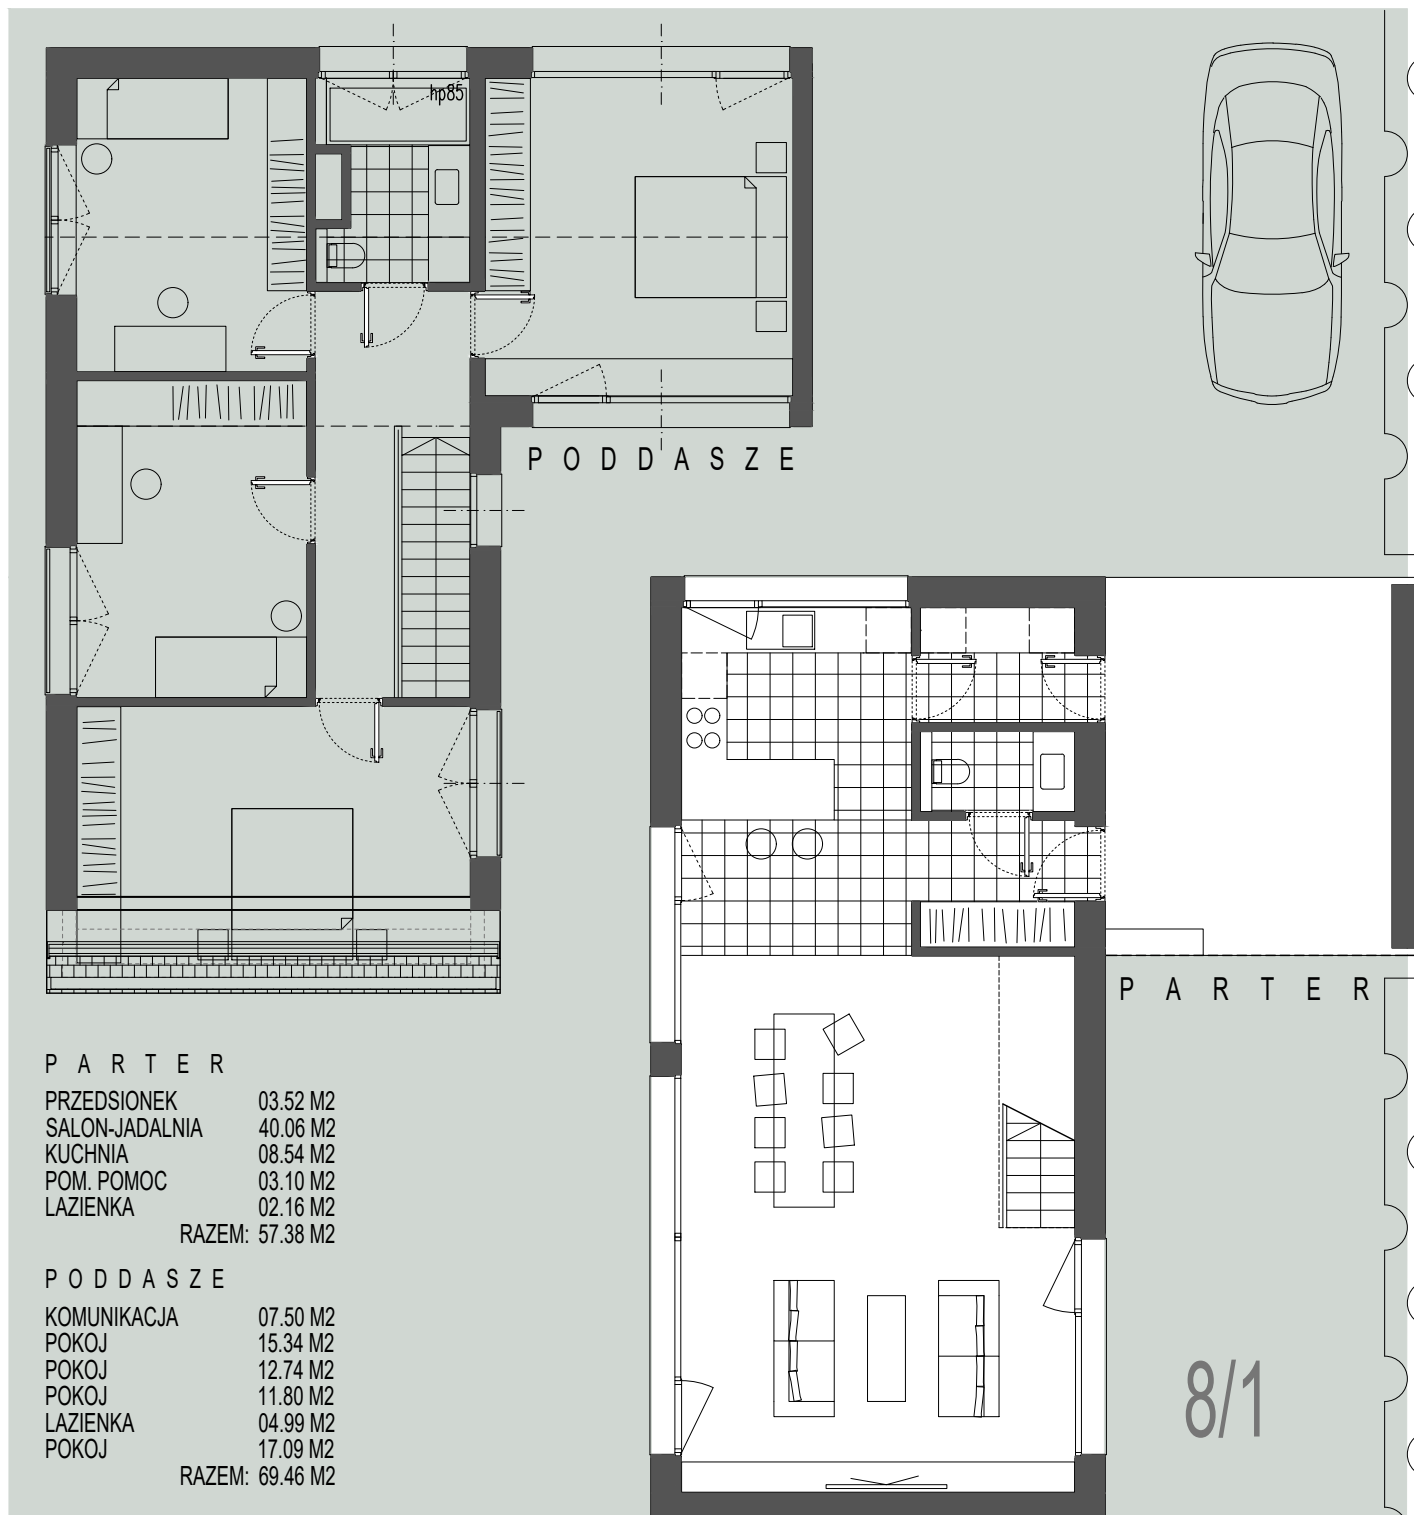 hp85
P O D D A S Z E
P A R T E R
P A R T E R
PRZEDSIONEK 03.52 M2
SALON-JADALNIA 40.06 M2
KUCHNIA 08.54 M2
POM. POMOC 03.10 M2
LAZIENKA 02.16 M2
RAZEM: 57.38 M2
P O D D A S Z E
KOMUNIKACJA 07.50 M2
POKOJ 15.34 M2
POKOJ 12.74 M2
POKOJ 11.80 M2
LAZIENKA 04.99 M2
POKOJ 17.09 M2
RAZEM: 69.46 M2
8/1